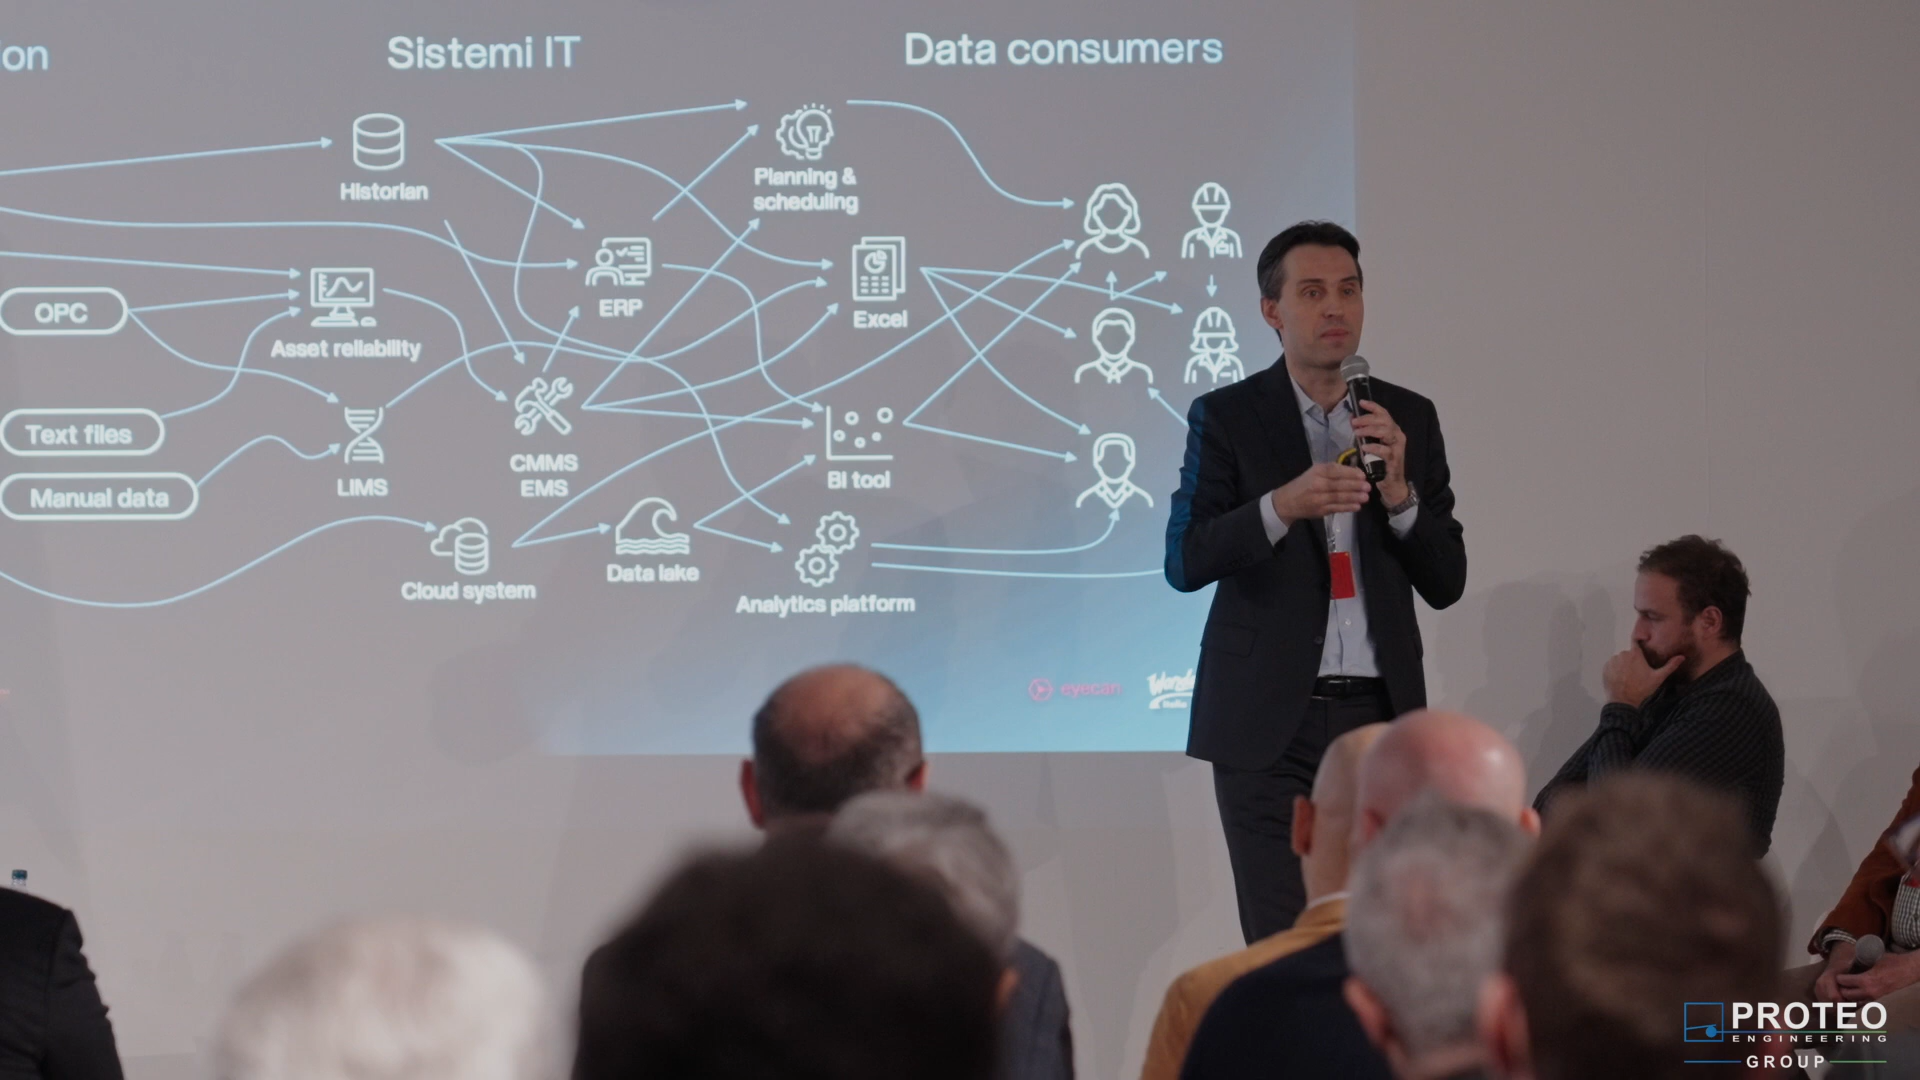 on
Sistemi IT
Data consumers
Historian
Planning &
scheduling
OPC
Asset reliability
ERP
Excel
Text files
Manual data
LIMS
CMMS
EMS
BI tool
Cloud system
Data lake
Analytics platform
eyecan
PROTEO
ENGINEERING
GROUP